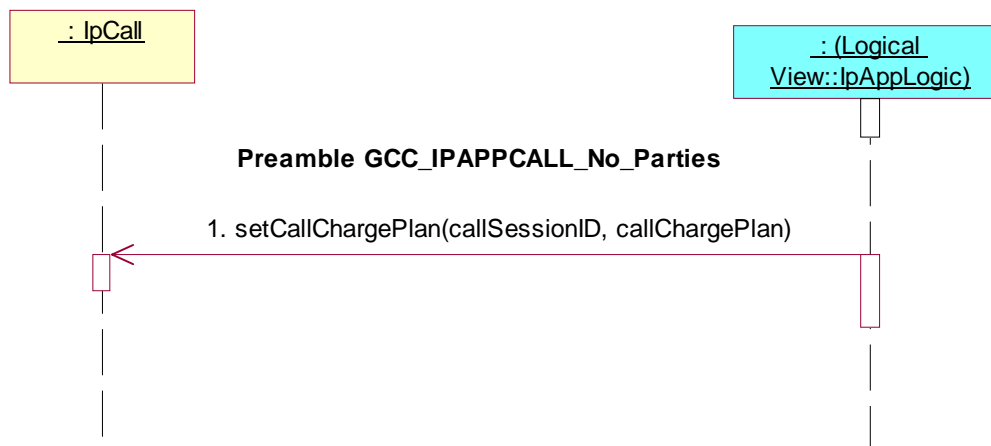 : IpCall
: (Logical
View::IpAppLogic)
Preamble GCC_IPAPPCALL_No_Parties
1. setCallChargePlan(callSessionID, callChargePlan)